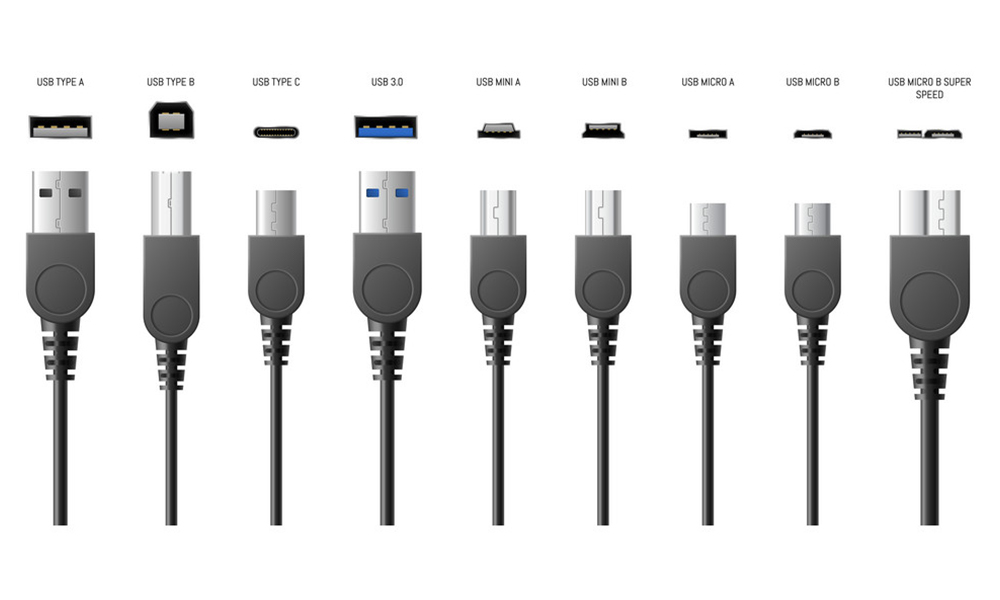 USB TYPE A
USB TYPE B
USB TYPE C
USB 3.0
USB MINI A
USB MINI B
USB MICRO A
USB MICRO B
USB MICRO B SUPER
SPEED